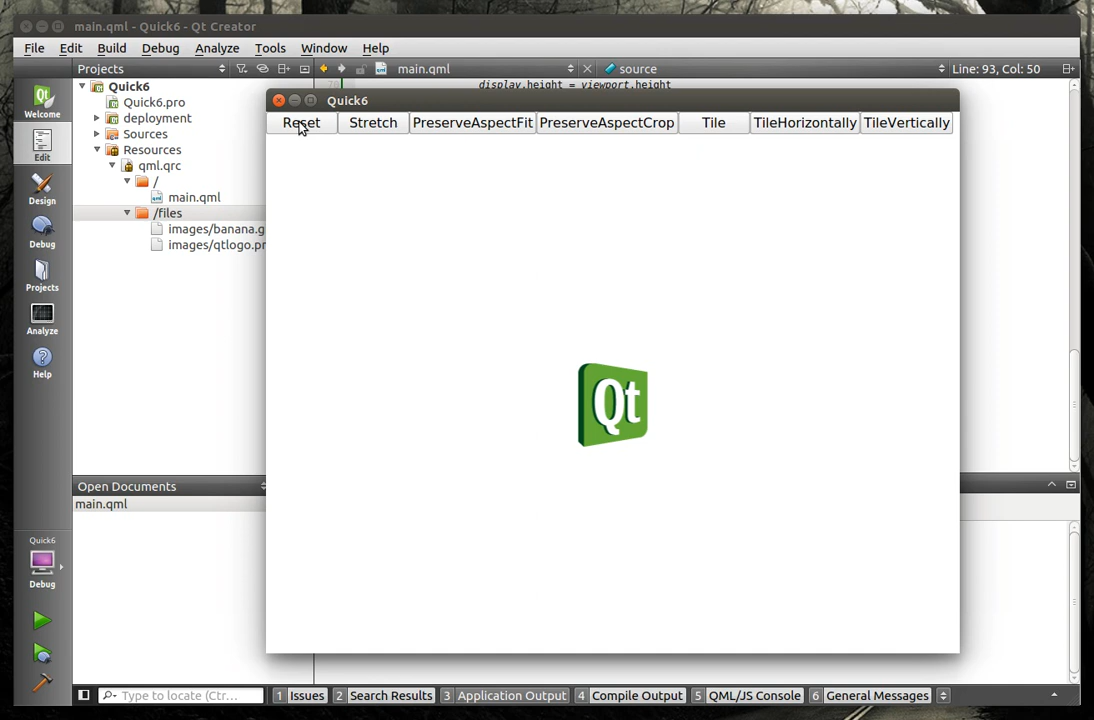 main.qml - Quick6 - Qt Creator
File Edit Build Debug Analyze Tools Window Help
Projects main.qml source Line: 93, Col: 50
display.height = viewport.height
Qt
Welcome
Edit
Design
Debug
Projects
Analyze
Help
Quick6
Debug
Quick6
Quick6.pro
deployment
Sources
Resources
qml.qrc
/
main.qml
/files
images/banana.g
images/qtlogo.pr
Open Documents
main.qml
Quick6
Reset Stretch PreserveAspectFit PreserveAspectCrop Tile TileHorizontally TileVertically
Qt
Type to locate (Ctr... 1 Issues 2 Search Results 3 Application Output 4 Compile Output 5 QML/JS Console 6 General Messages